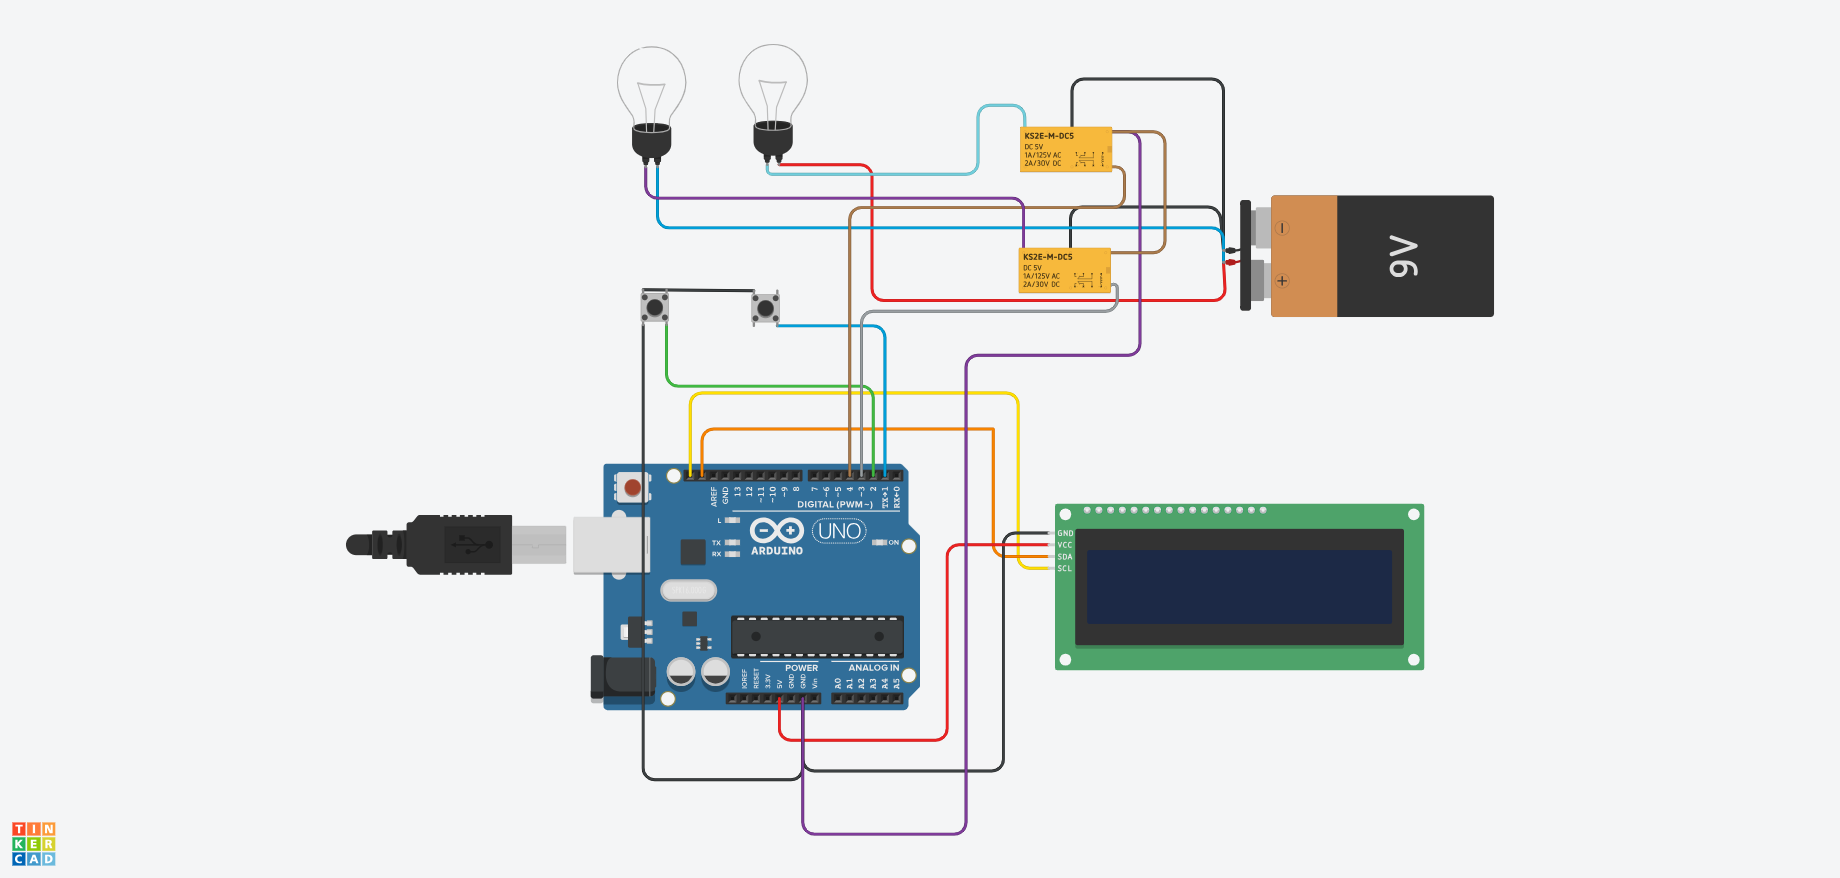 KS2E-M-DC5
DC 5V
1A/125V AC
2A/30V DC
KS2E-M-DC5
DC 5V
1A/125V AC
2A/30V DC
9V
AREF
GND
13
12
~11
~10
~9
8
7
~6
~5
4
~3
2
TX→1
RX←0
DIGITAL (PWM~)
L
TX
RX
ARDUINO
UNO
ON
GND
VCC
SDA
SCL
POWER
ANALOG IN
IOREF
RESET
3.3V
5V
GND
GND
Vin
A0
A1
A2
A3
A4
A5
TIN
KER
CAD